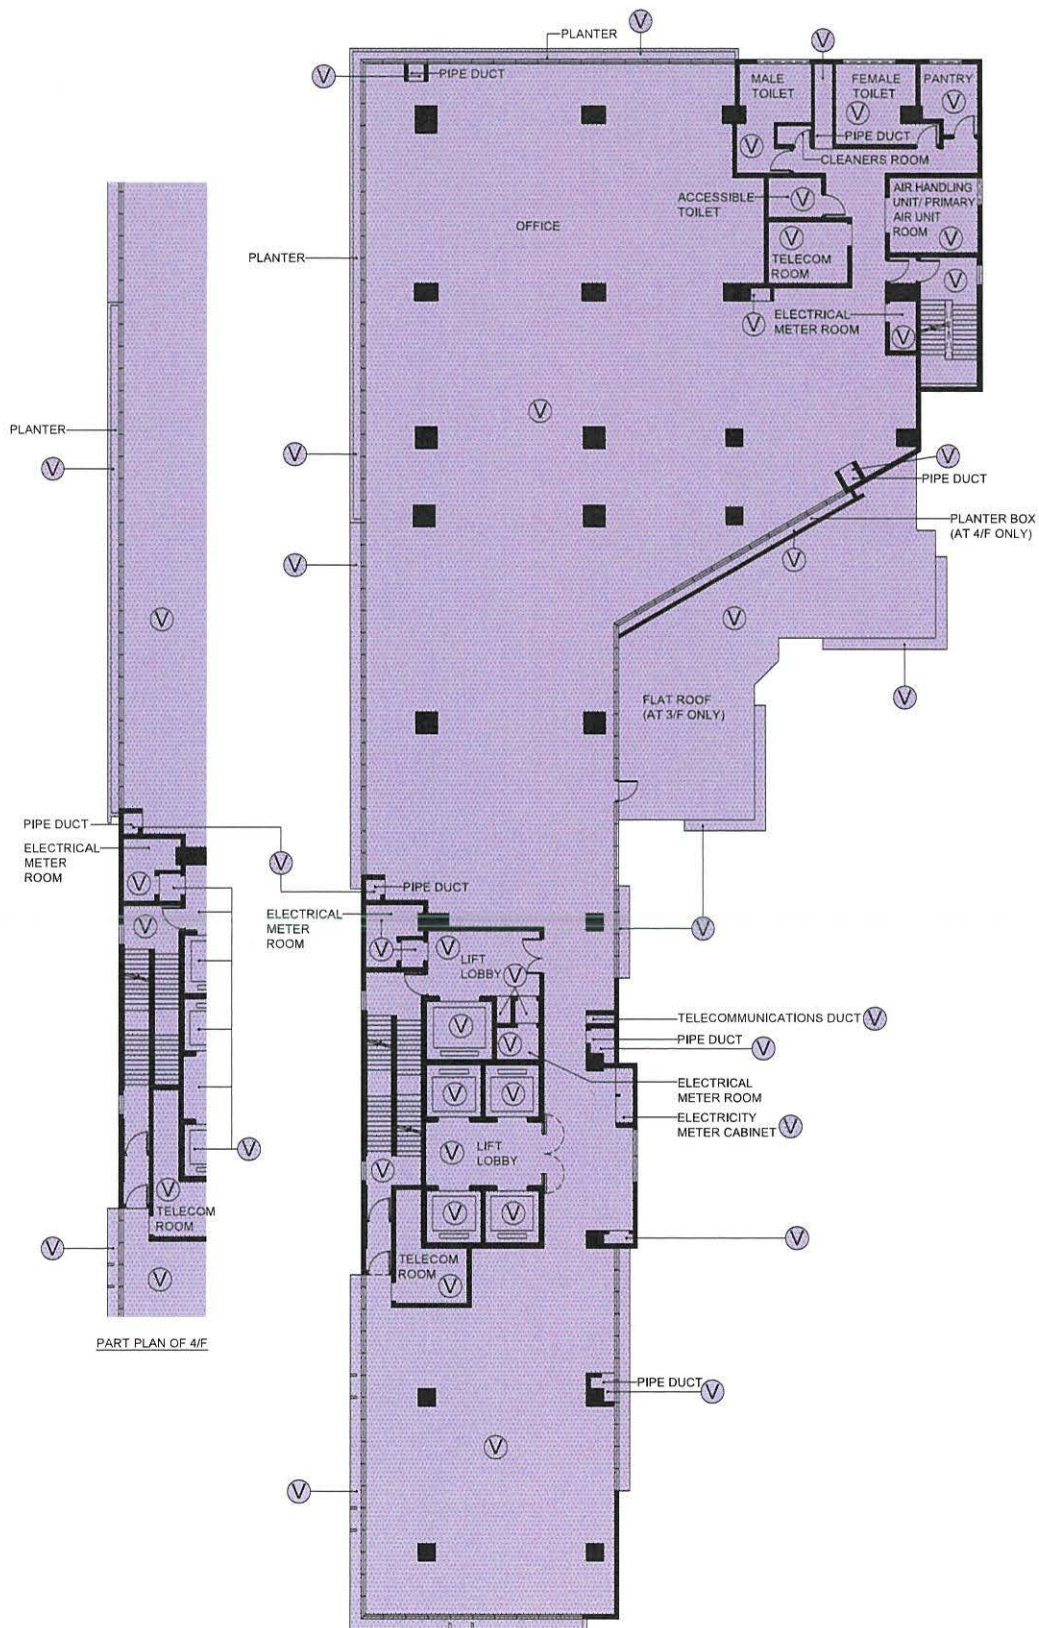 PLANTER
V
V
V
PIPE DUCT
MALE
TOILET
FEMALE
TOILET
V
PANTRY
V
PIPE DUCT
V
CLEANERS ROOM
ACCESSIBLE
TOILET
V
AIR HANDLING
UNIT/ PRIMARY
AIR UNIT
ROOM
V
OFFICE
V
TELECOM
ROOM
PLANTER
V
V
ELECTRICAL
METER ROOM
V
V
PLANTER
V
V
V
PIPE DUCT
PLANTER BOX
(AT 4/F ONLY)
V
V
V
V
FLAT ROOF
(AT 3/F ONLY)
V
V
PIPE DUCT
ELECTRICAL
METER
ROOM
V
V
PIPE DUCT
ELECTRICAL
METER
ROOM
V
V
V
LIFT
LOBBY
V
V
V
TELECOMMUNICATIONS DUCT V
PIPE DUCT
V
V
ELECTRICAL
METER ROOM
V
V
ELECTRICITY
METER CABINET V
V
LIFT
LOBBY
V
V
V
TELECOM
ROOM
V
V
V
V
V
TELECOM
ROOM
V
V
PART PLAN OF 4/F
PIPE DUCT
V
V
V